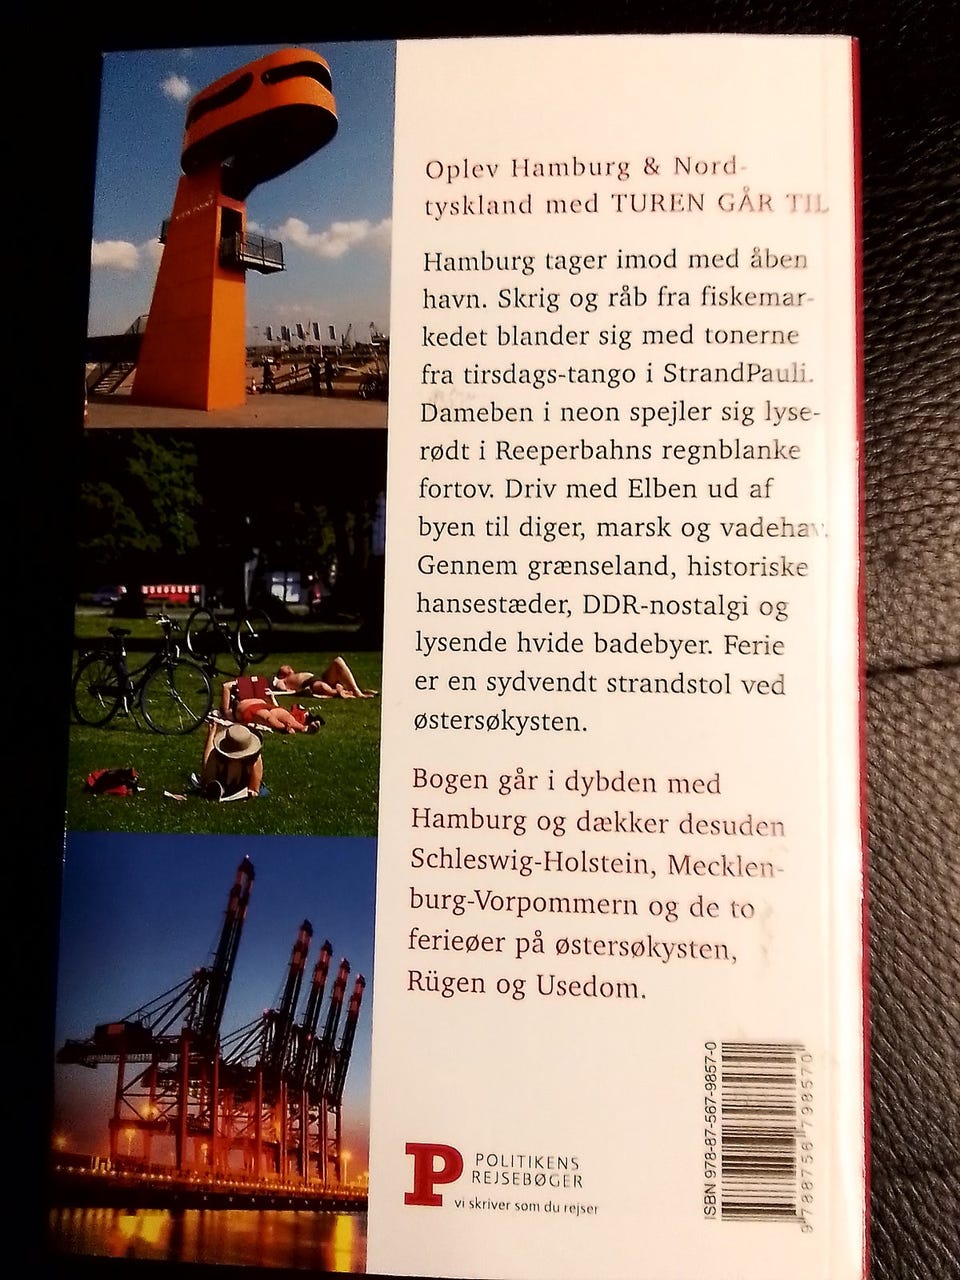 Oplev Hamburg & Nord-
tyskland med TUREN GÅR TIL
Hamburg tager imod med åben
havn. Skrig og råb fra fiskemar-
kedet blander sig med tonerne
fra tirsdags-tango i StrandPauli.
Dameben i neon spejler sig lyse-
rødt i Reeperbahns regnblanke
fortov. Driv med Elben ud af
byen til diger, marsk og vadehav.
Gennem grænseland, historiske
hansestæder, DDR-nostalgi og
lysende hvide badebyer. Ferie
er en sydvendt strandstol ved
østersøkysten.
Bogen går i dybden med
Hamburg og dækker desuden
Schleswig-Holstein, Mecklen-
burg-Vorpommern og de to
ferieøer på østersøkysten,
Rügen og Usedom.
P
POLITIKENS
REJSEBØGER
vi skriver som du rejser
ISBN 978-87-567-9857-0
9788756798570